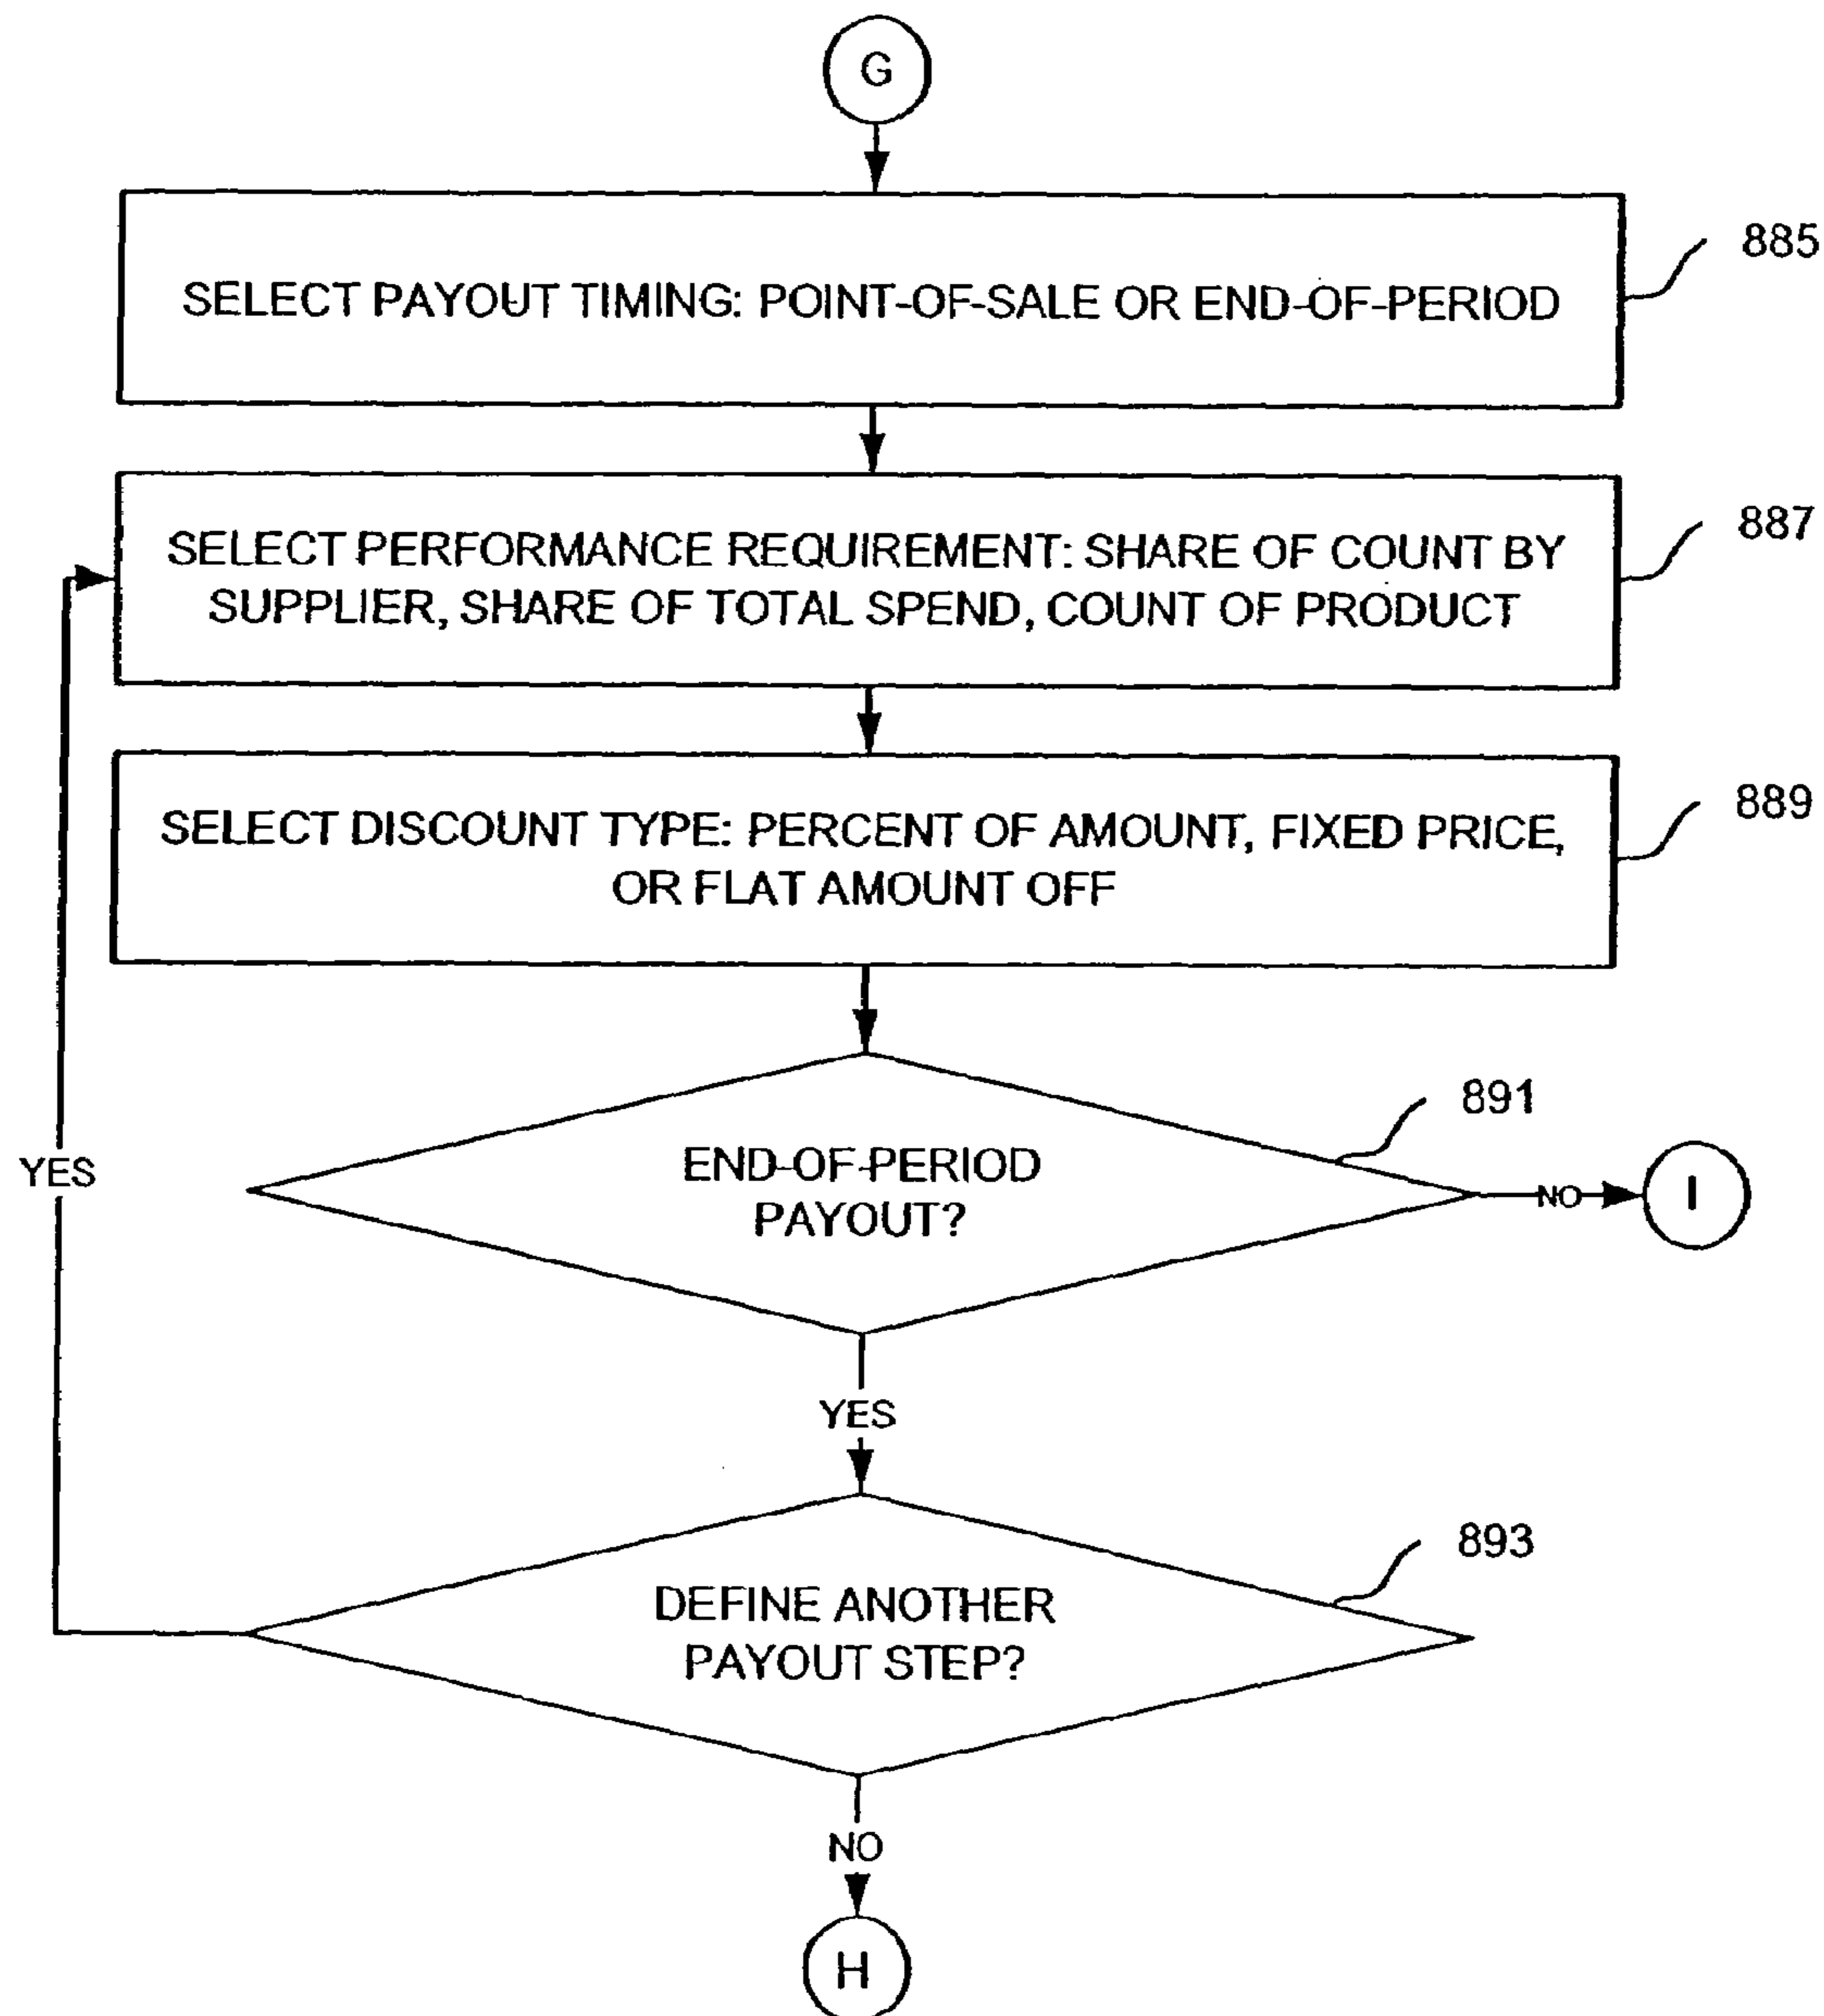 G
885
SELECT PAYOUT TIMING: POINT-OF-SALE OR END-OF-PERIOD
887
SELECT PERFORMANCE REQUIREMENT: SHARE OF COUNT BY
SUPPLIER, SHARE OF TOTAL SPEND, COUNT OF PRODUCT
889
SELECT DISCOUNT TYPE: PERCENT OF AMOUNT, FIXED PRICE,
OR FLAT AMOUNT OFF
891
END-OF-PERIOD
PAYOUT?
NO
I
YES
YES
893
DEFINE ANOTHER
PAYOUT STEP?
NO
H